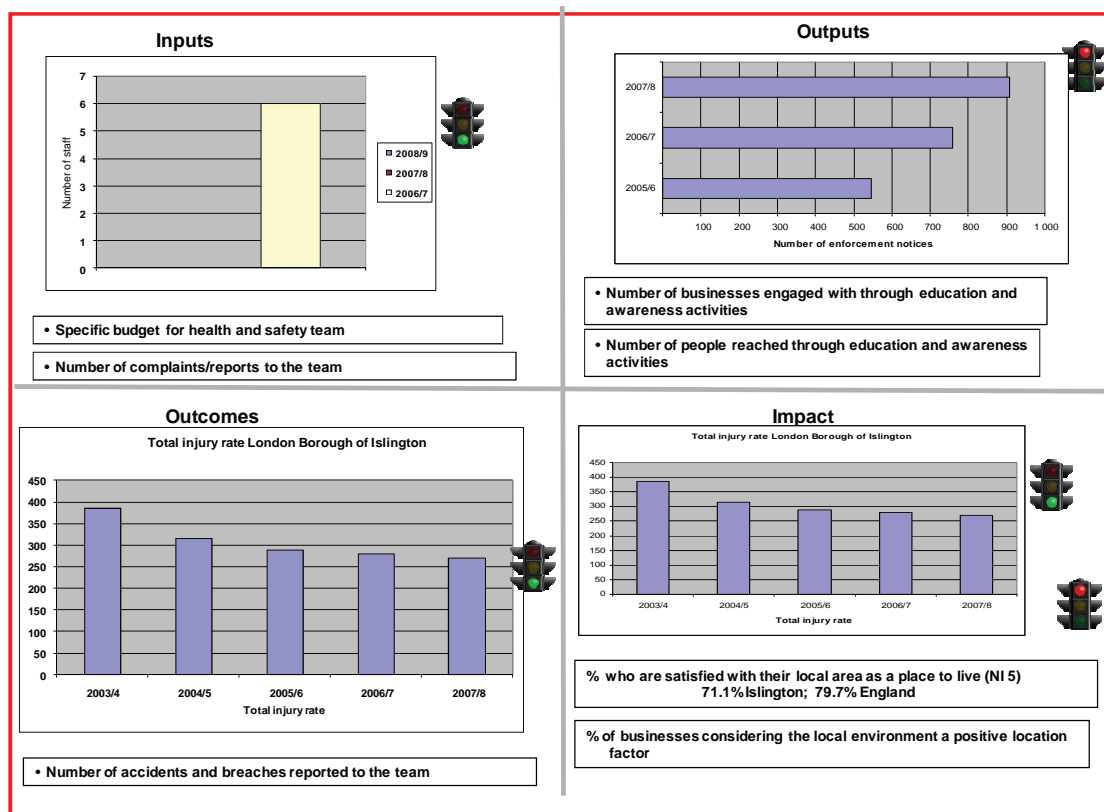 Inputs
7
6
5
4
3
2
1
0
Number of staff
2008/9
2007/8
2006/7
• Specific budget for health and safety team
• Number of complaints/reports to the team
Outputs
2007/8
2006/7
2005/6
100 200 300 400 500 600 700 800 900 1 000
Number of enforcement notices
• Number of businesses engaged with through education and
awareness activities
• Number of people reached through education and awareness
activities
Outcomes
Total injury rate London Borough of Islington
450
400
350
300
250
200
150
100
50
0
2003/4 2004/5 2005/6 2006/7 2007/8
Total injury rate
• Number of accidents and breaches reported to the team
Impact
Total injury rate London Borough of Islington
450
400
350
300
250
200
150
100
50
0
2003/4 2004/5 2005/6 2006/7 2007/8
Total injury rate
% who are satisfied with their local area as a place to live (NI 5)
71.1% Islington; 79.7% England
% of businesses considering the local environment a positive location
factor